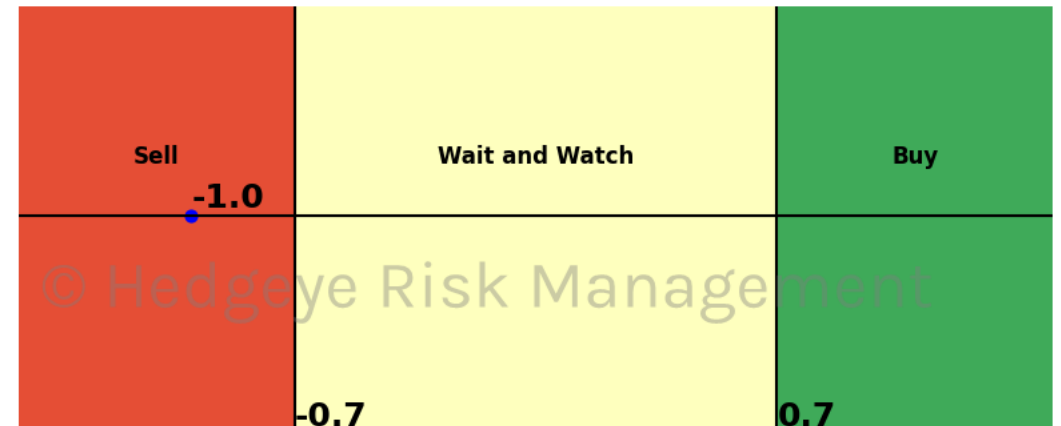 Sell
Wait and Watch
Buy
-1.0
© Hedgeye Risk Management
-0.7
0.7